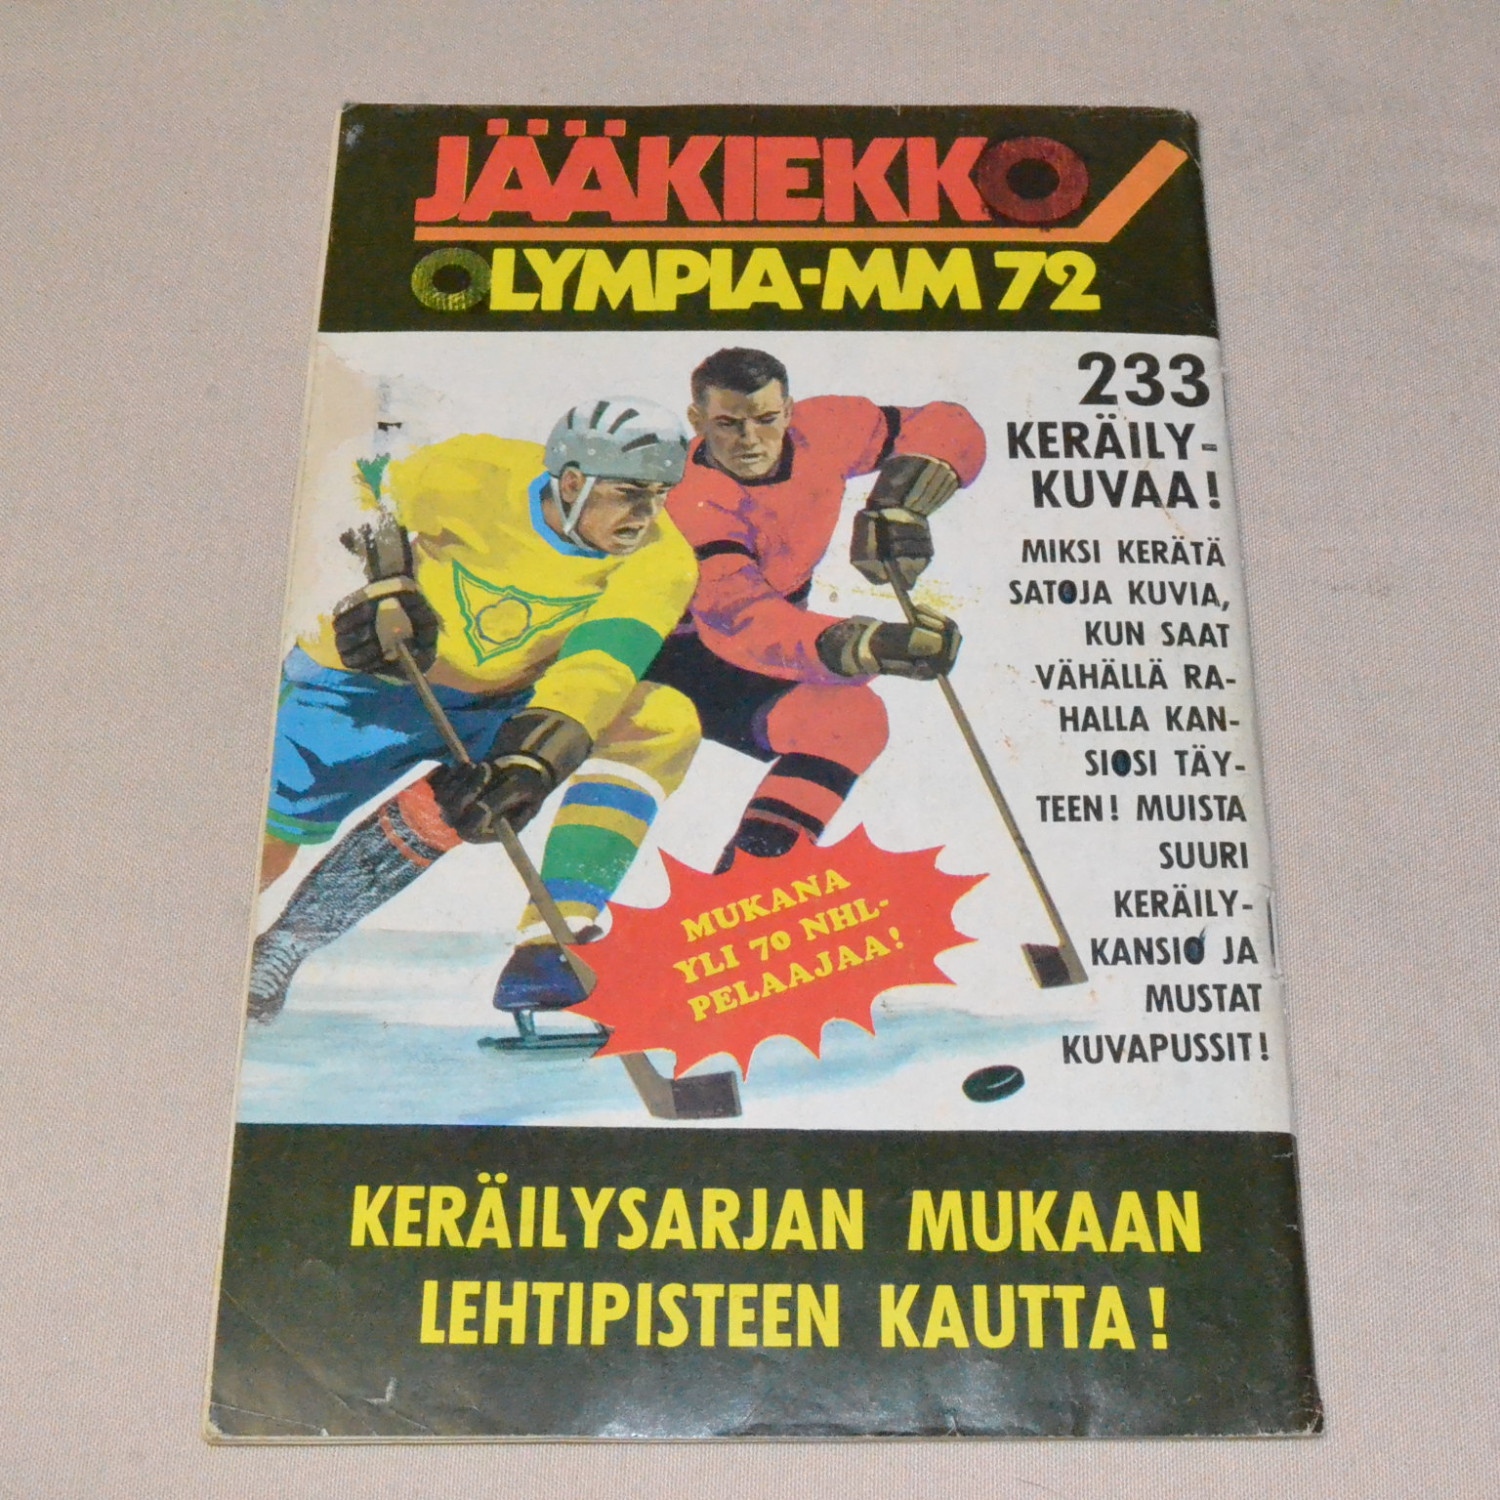 JÄÄKIEKKO
OLYMPIA-MM 72
233
KERÄILY-
KUVAA!
MIKSI KERÄTÄ
SATOJA KUVIA,
KUN SAAT
VÄHÄLLÄ RA-
HALLA KAN-
SIOSI TÄY-
TEEN! MUISTA
SUURI
KERÄILY-
KANSIO JA
MUSTAT
KUVAPUSSIT!
MUKANA
YLI 70 NHL-
PELAAJAA!
KERÄILYSARJAN MUKAAN
LEHTIPISTEEN KAUTTA!